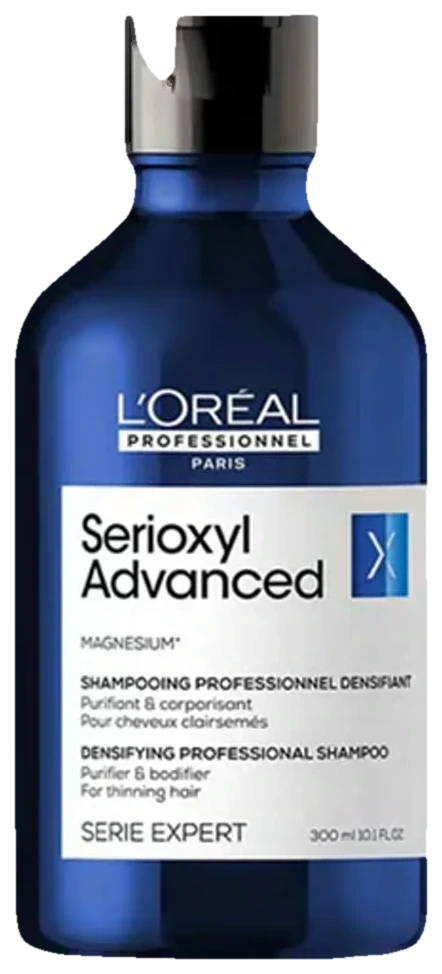 L'ORÉAL
PROFESSIONNEL
PARIS
Serioxyl
Advanced
X
MAGNESIUM*
SHAMPOOING PROFESSIONNEL DENSIFIANT
Purifiant & corporisant
Pour cheveux clairsemés
DENSIFYING PROFESSIONAL SHAMPOO
Purifier & bodifier
For thinning hair
SERIE EXPERT
300 ml 10.1 FL OZ